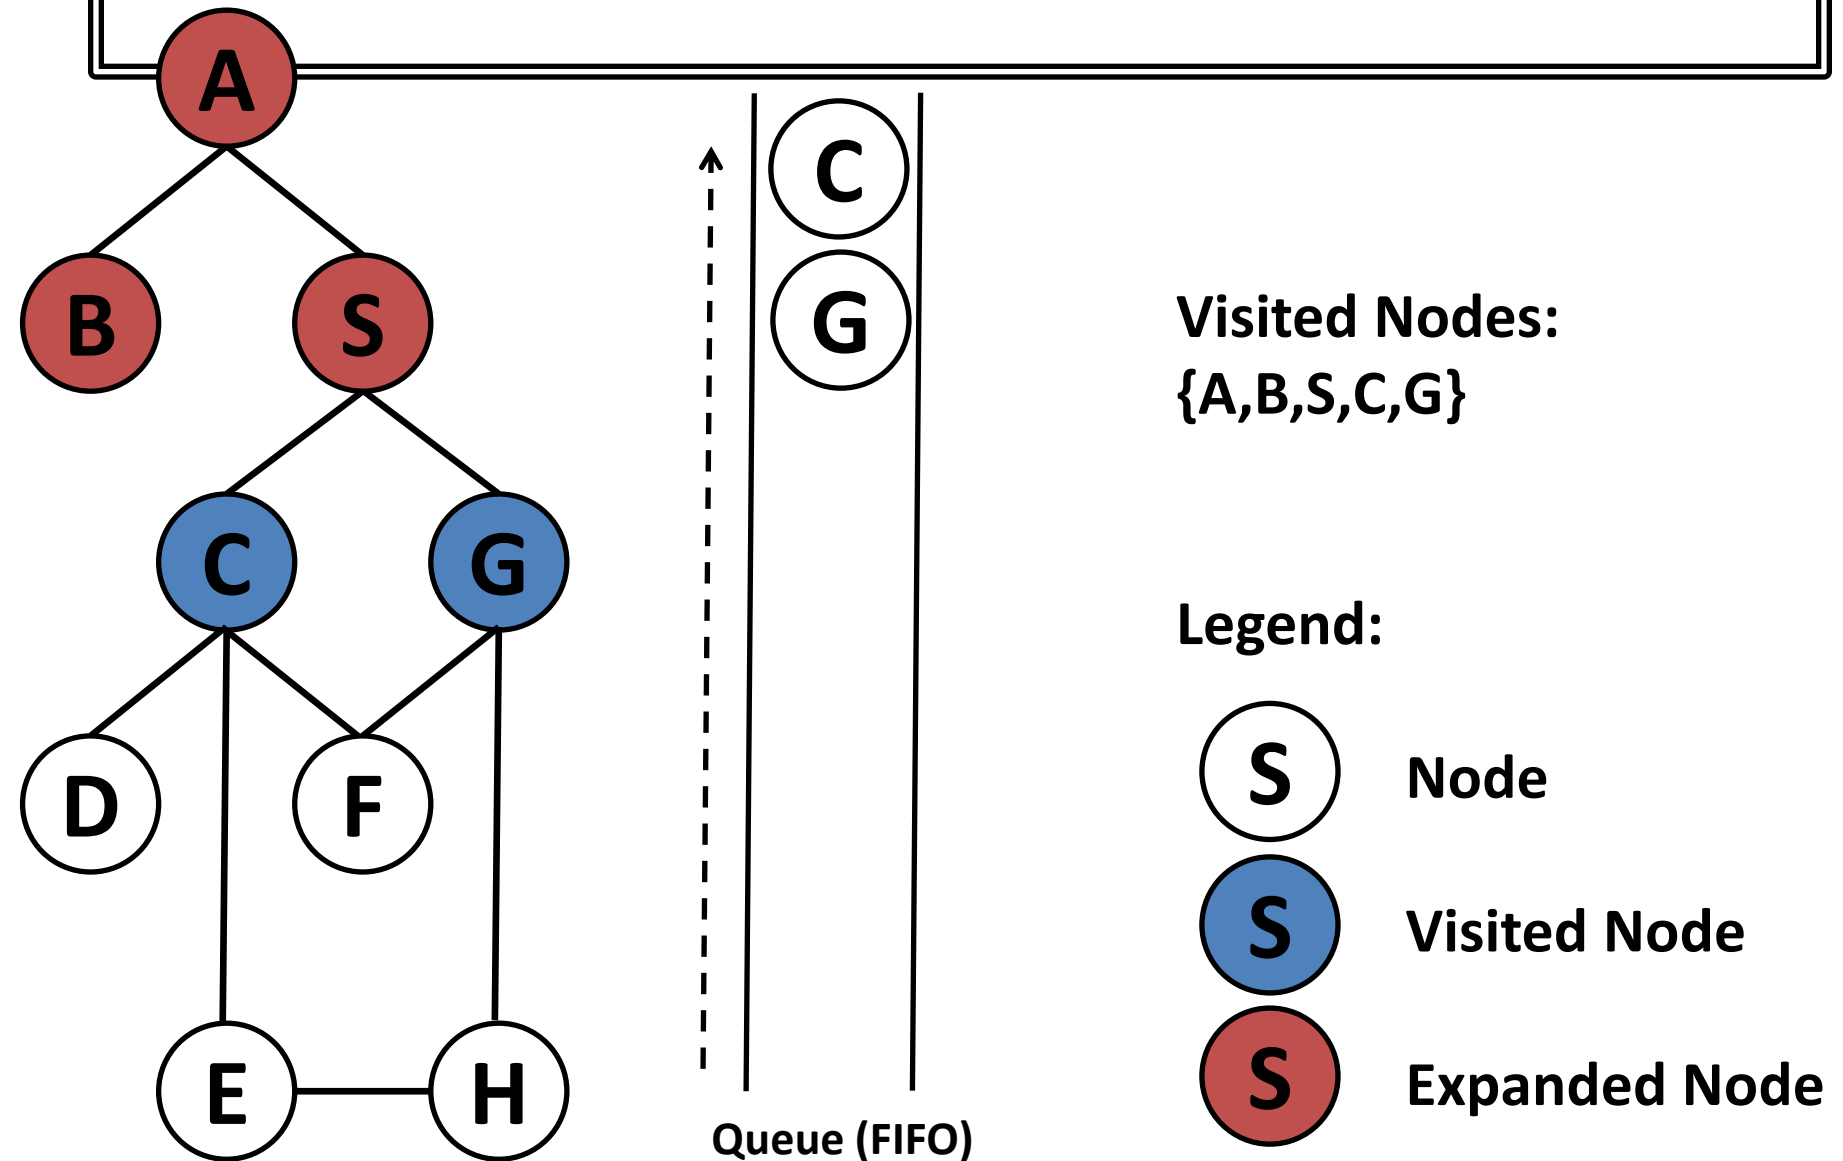 A
B
S
C
G
D
F
E
H
C
G
Queue (FIFO)
Visited Nodes:
{A,B,S,C,G}
Legend:
S Node
S Visited Node
S Expanded Node